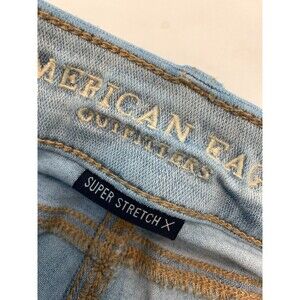 AMERICAN EAG
OUTFITTERS
SUPER STRETCH X